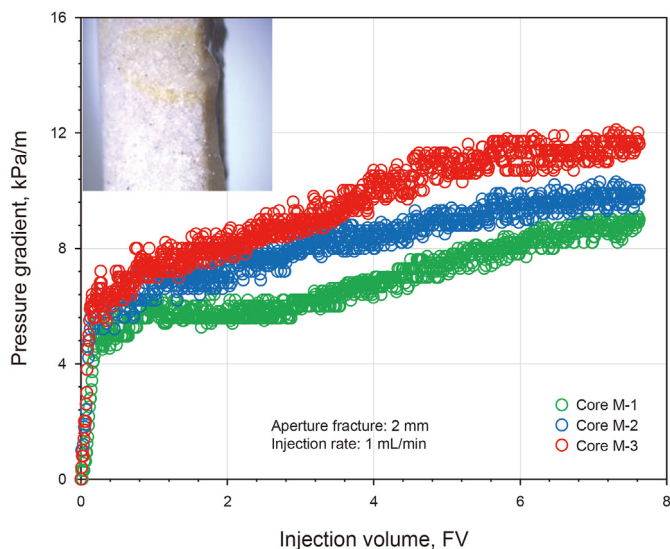 16
12
8
4
0
0
2
4
6
8
Pressure gradient, kPa/m
Injection volume, FV
Aperture fracture: 2 mm
Injection rate: 1 mL/min
Core M-1
Core M-2
Core M-3